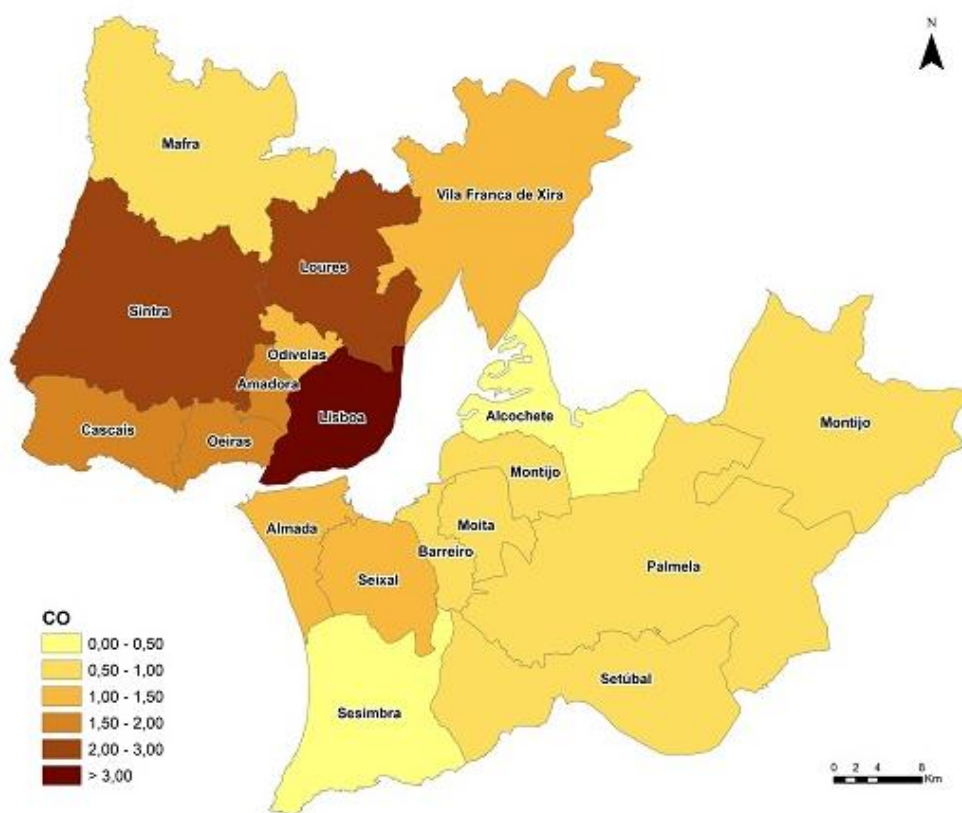 N
Mafra
Vila Franca de Xira
Loures
Sintra
Odivelas
Amadora
Lisboa
Cascais
Oeiras
Alcochete
Montijo
Montijo
Almada
Moita
Barreiro
Seixal
Palmela
Setúbal
Sesimbra
CO
0,00 - 0,50
0,50 - 1,00
1,00 - 1,50
1,50 - 2,00
2,00 - 3,00
> 3,00
0 2 4 8
Km